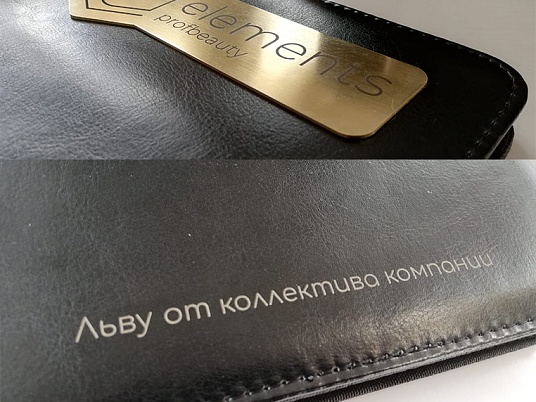 elements
profbeauty
Льву от коллектива компании